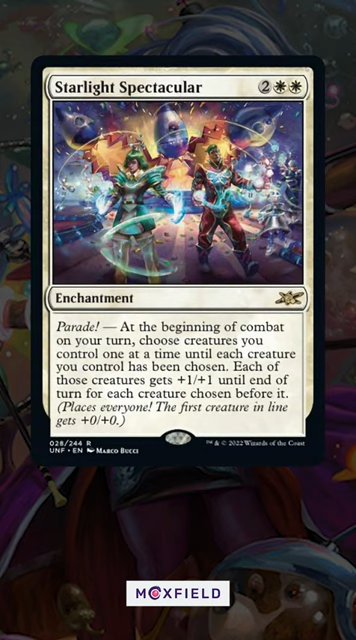 Starlight Spectacular 2
Enchantment
Parade! — At the beginning of combat
on your turn, choose creatures you
control one at a time until each creature
you control has been chosen. Each of
those creatures gets +1/+1 until end of
turn for each creature chosen before it.
(Places everyone! The first creature in line
gets +0/+0.)
028/244 R
UNF • EN Marco Bucci
™ & © 2022 Wizards of the Coast
MOXFIELD